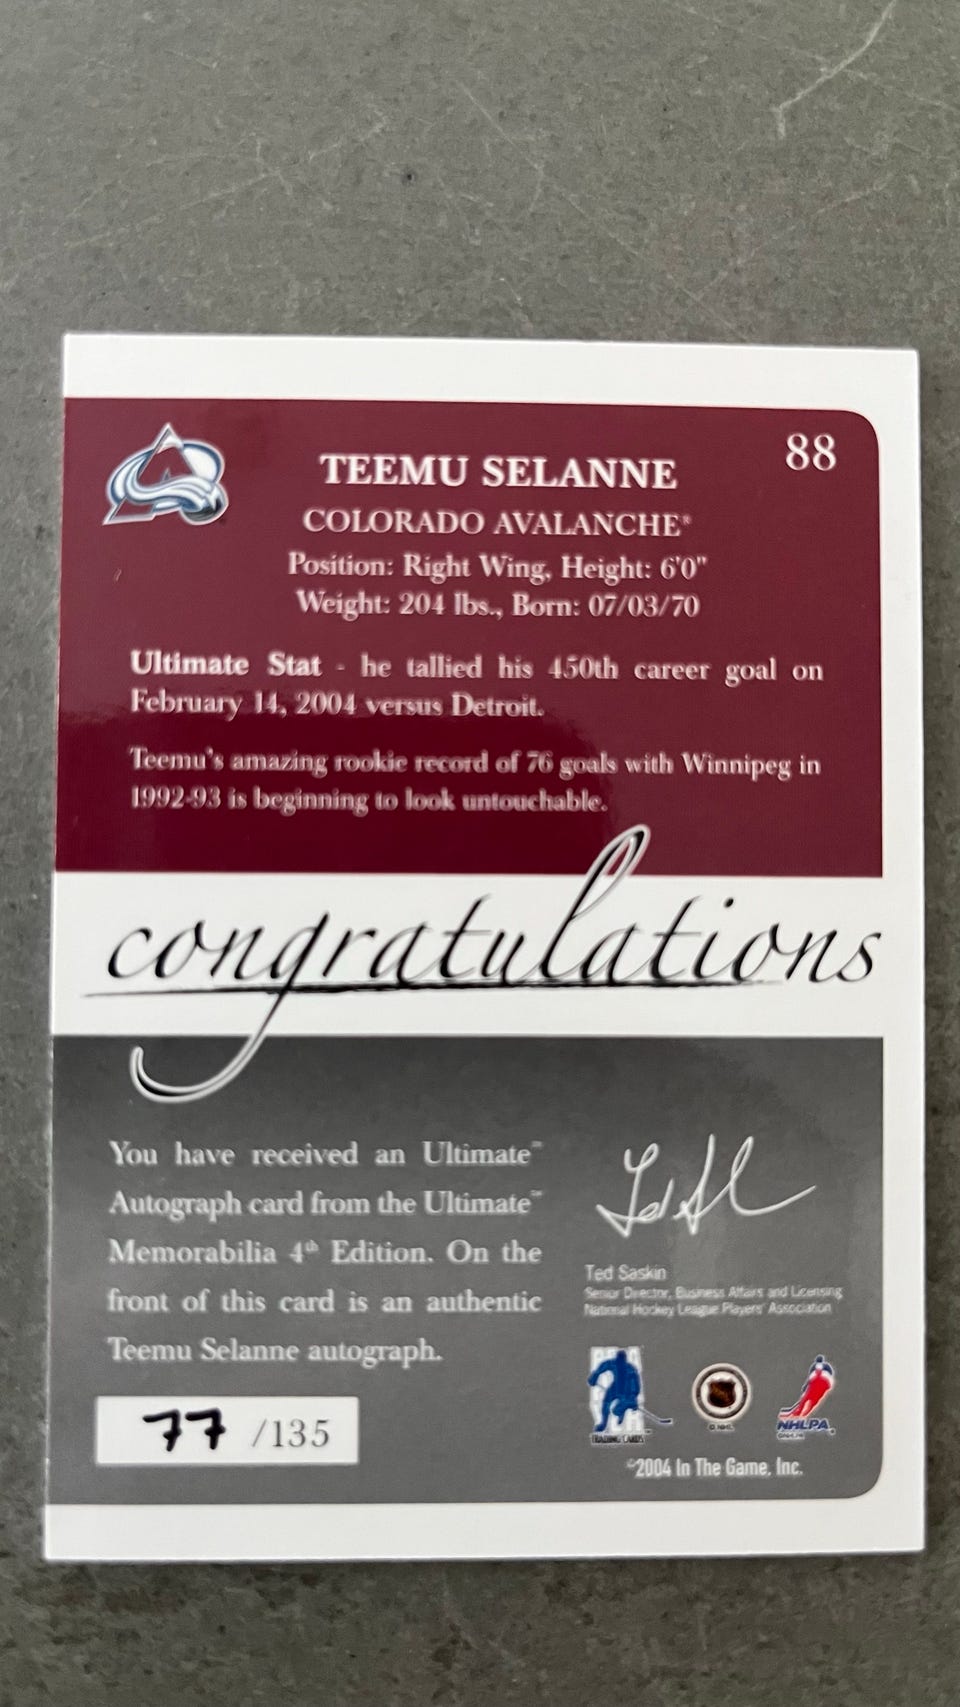 88
TEEMU SELANNE
COLORADO AVALANCHE®
Position: Right Wing, Height: 6'0"
Weight: 204 lbs., Born: 07/03/70
Ultimate Stat - he tallied his 450th career goal on
February 14, 2004 versus Detroit.
Teemu's amazing rookie record of 76 goals with Winnipeg in
1992-93 is beginning to look untouchable.
congratulations
You have received an Ultimate™
Autograph card from the Ultimate™
Memorabilia 4th Edition. On the
front of this card is an authentic
Teemu Selanne autograph.
77 /135
Ted Saskin
Senior Director, Business Affairs and Licensing
National Hockey League Players' Association
TRADING CARDS
© NHL
NHLPA
©2004 In The Game, Inc.